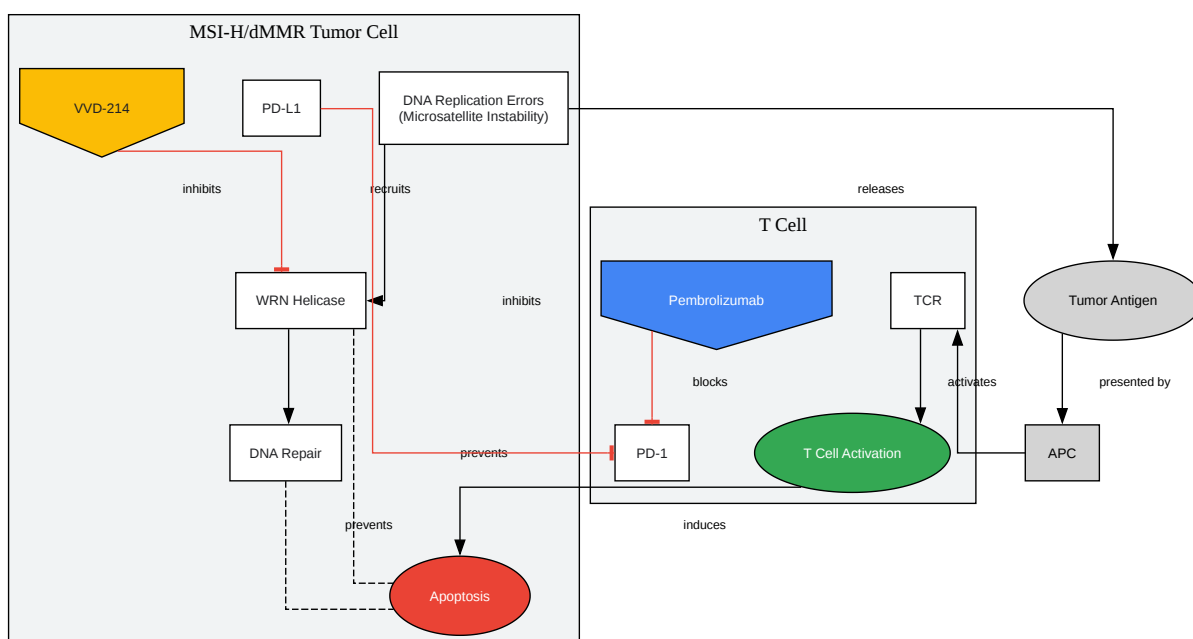 MSI-H/dMMR Tumor Cell
VVD-214
PD-L1
DNA Replication Errors
(Microsatellite Instability)
inhibits
recruits
releases
T Cell
WRN Helicase
inhibits
Pembrolizumab
TCR
Tumor Antigen
blocks
activates
presented by
DNA Repair
prevents
PD-1
T Cell Activation
APC
prevents
induces
Apoptosis